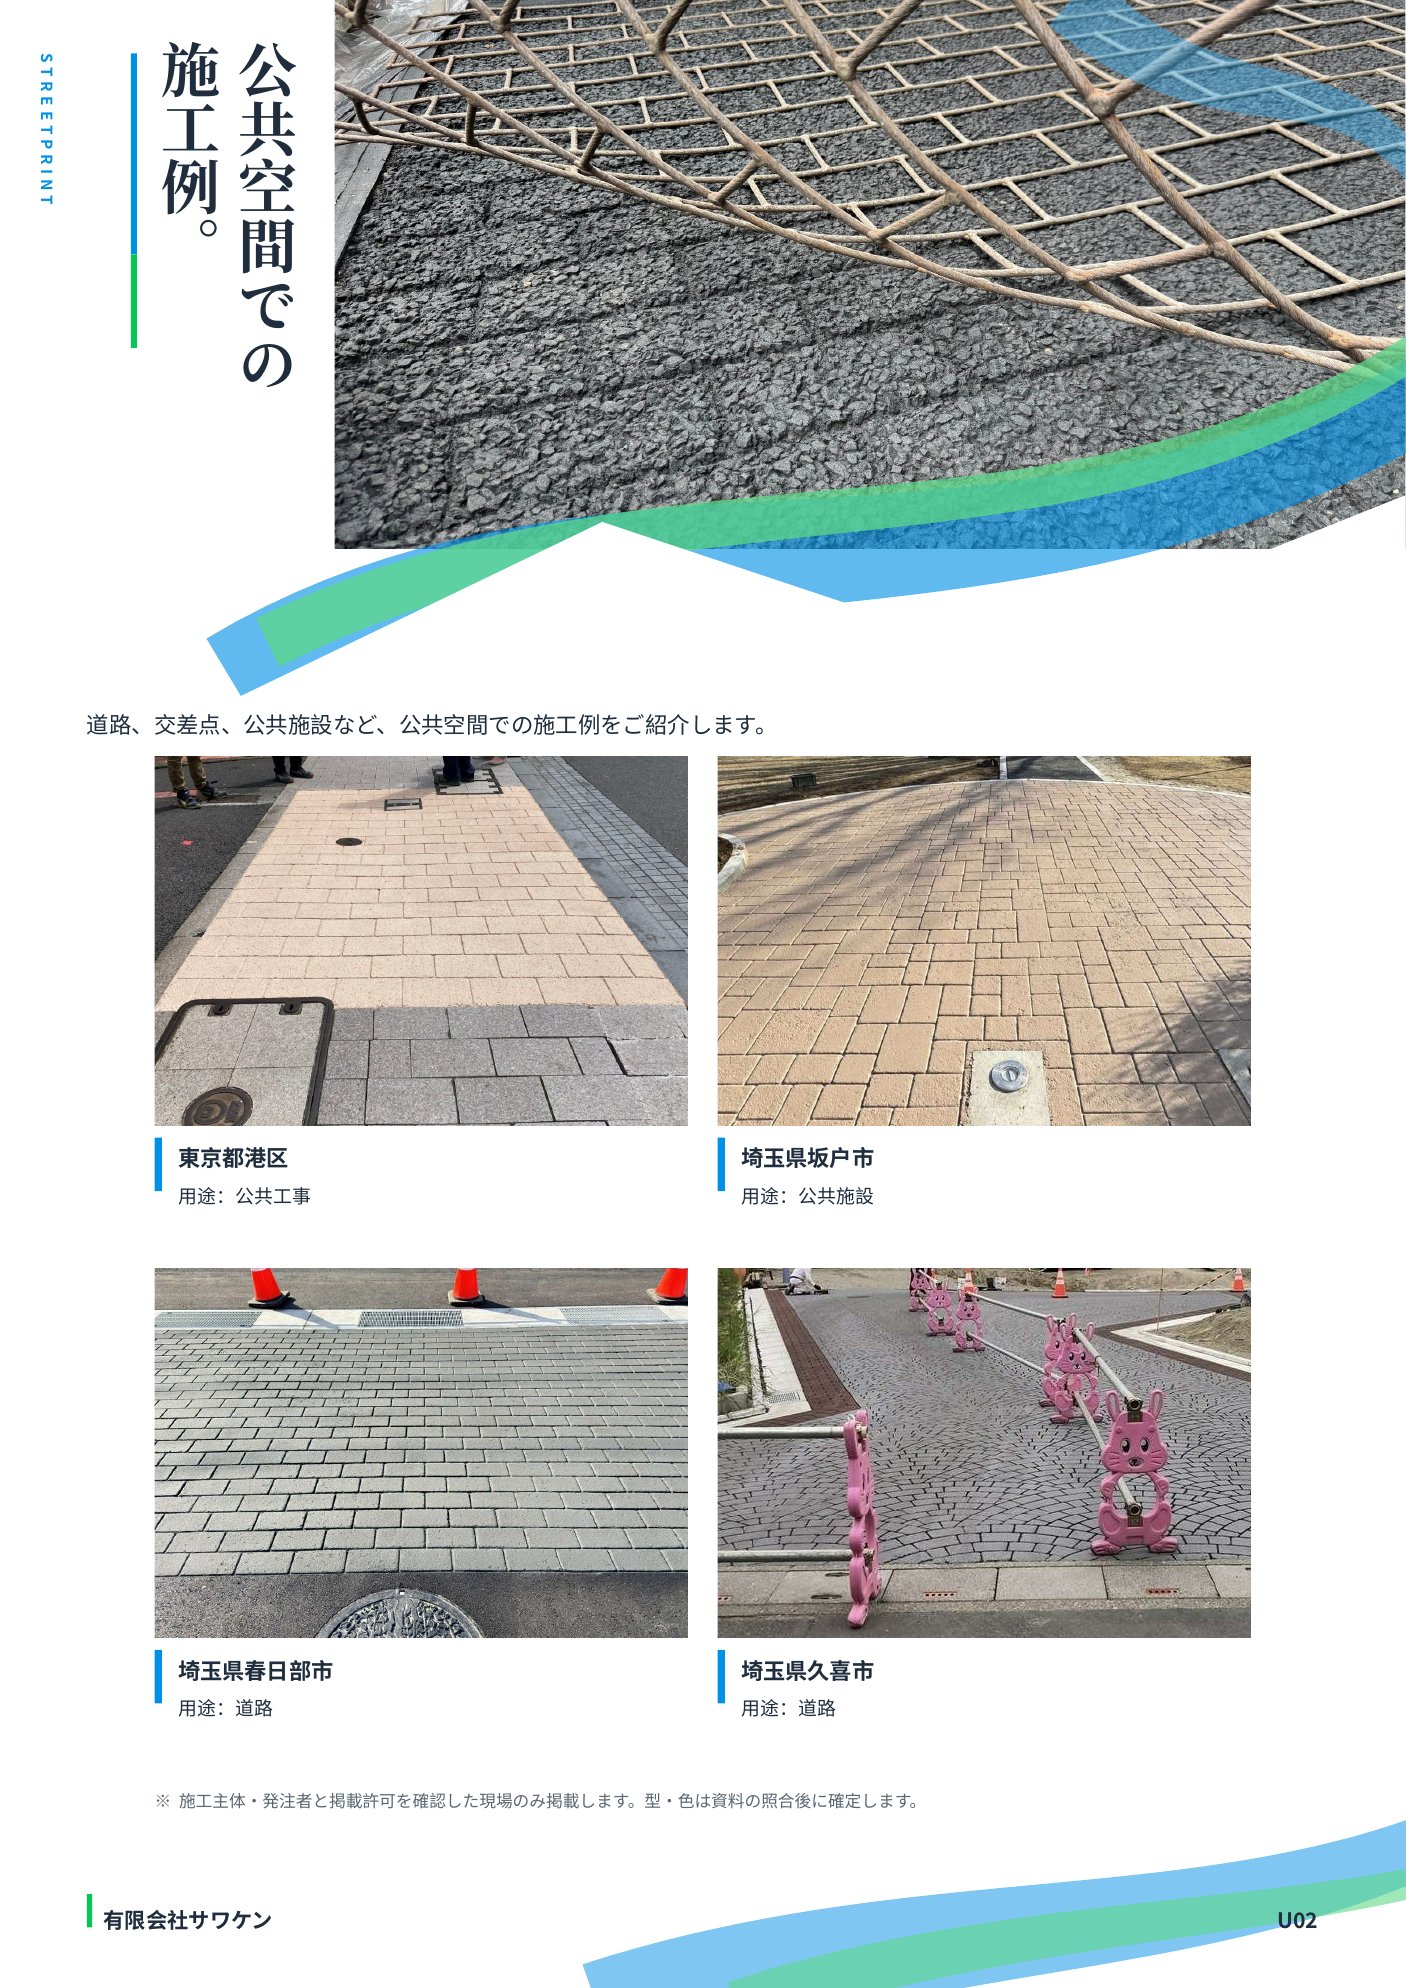 STREETPRINT
公共空間での
施工例。
道路、交差点、公共施設など、公共空間での施工例をご紹介します。
東京都港区
用途：公共工事
埼玉県坂戸市
用途：公共施設
埼玉県春日部市
用途：道路
埼玉県久喜市
用途：道路
※ 施工主体・発注者と掲載許可を確認した現場のみ掲載します。型・色は資料の照合後に確定します。
有限会社サワケン
U02